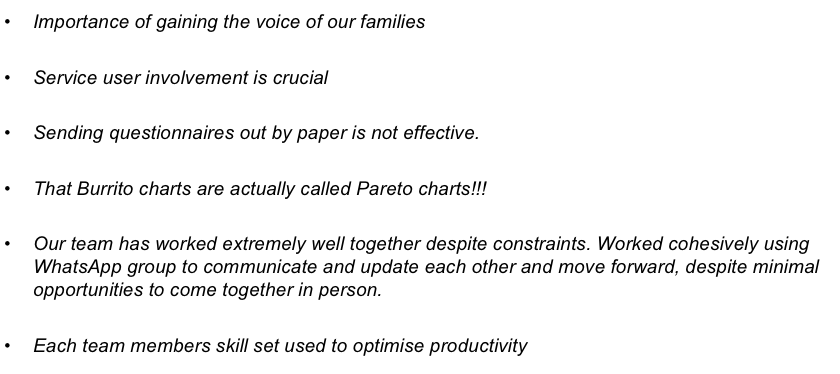 • Importance of gaining the voice of our families
• Service user involvement is crucial
• Sending questionnaires out by paper is not effective.
• That Burrito charts are actually called Pareto charts!!!
• Our team has worked extremely well together despite constraints. Worked cohesively using
WhatsApp group to communicate and update each other and move forward, despite minimal
opportunities to come together in person.
• Each team members skill set used to optimise productivity